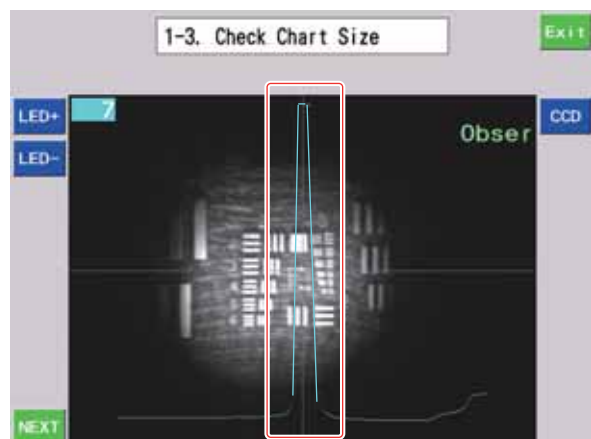 1-3. Check Chart Size
Exit
LED+
7
CCD
Obser
LED-
NEXT